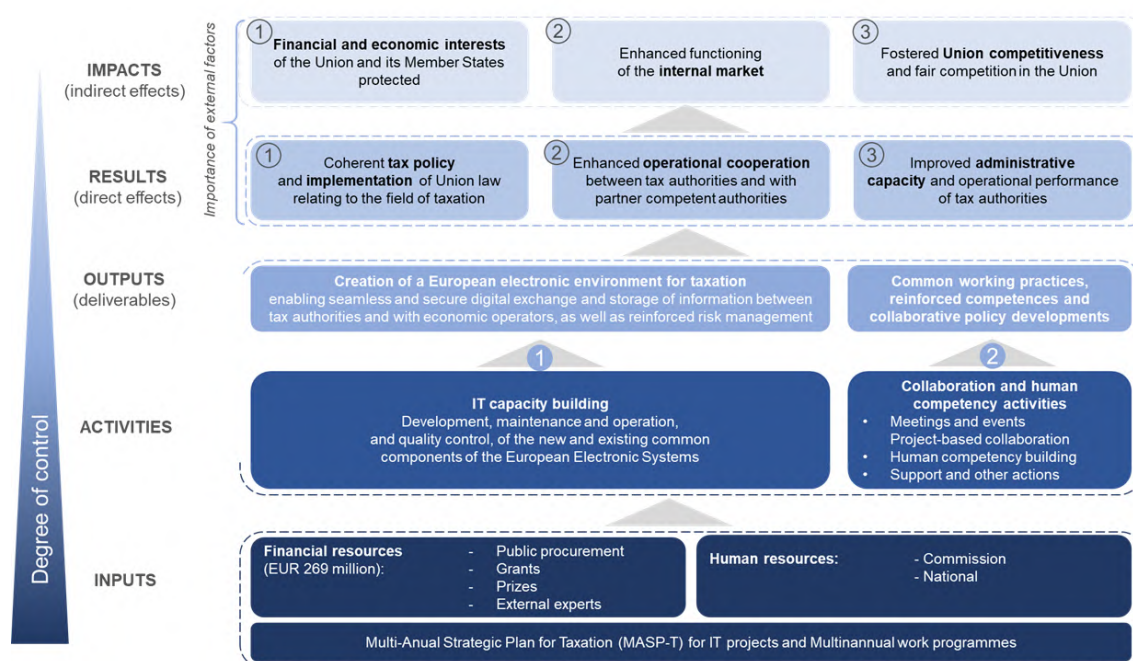 IMPACTS
(indirect effects)
Importance of external factors
1
Financial and economic interests
of the Union and its Member States
protected
2
Enhanced functioning
of the internal market
3
Fostered Union competitiveness
and fair competition in the Union
RESULTS
(direct effects)
1
Coherent tax policy
and implementation of Union law
relating to the field of taxation
2
Enhanced operational cooperation
between tax authorities and with
partner competent authorities
3
Improved administrative
capacity and operational performance
of tax authorities
OUTPUTS
(deliverables)
Creation of a European electronic environment for taxation
enabling seamless and secure digital exchange and storage of information between
tax authorities and with economic operators, as well as reinforced risk management
Common working practices,
reinforced competences and
collaborative policy developments
1
2
ACTIVITIES
IT capacity building
Development, maintenance and operation,
and quality control, of the new and existing common
components of the European Electronic Systems
Collaboration and human
competency activities
• Meetings and events
Project-based collaboration
• Human competency building
• Support and other actions
Degree of control
INPUTS
Financial resources
(EUR 269 million):
- Public procurement
- Grants
- Prizes
- External experts
Human resources:
- Commission
- National
Multi-Anual Strategic Plan for Taxation (MASP-T) for IT projects and Multinannual work programmes